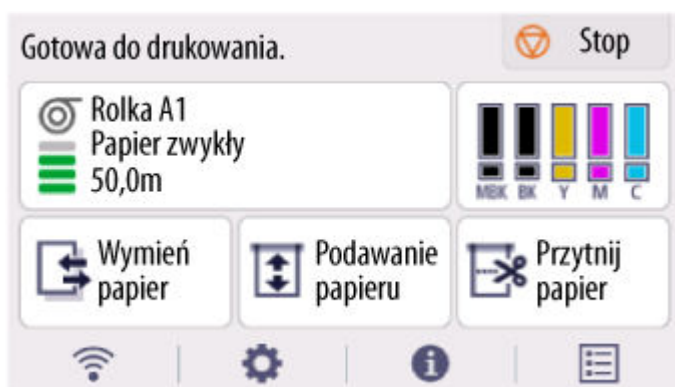 Gotowa do drukowania.
Stop
Rolka A1
Papier zwykły
50,0m
MBK BK Y M C
Wymień
papier
Podawanie
papieru
Przytnij
papier